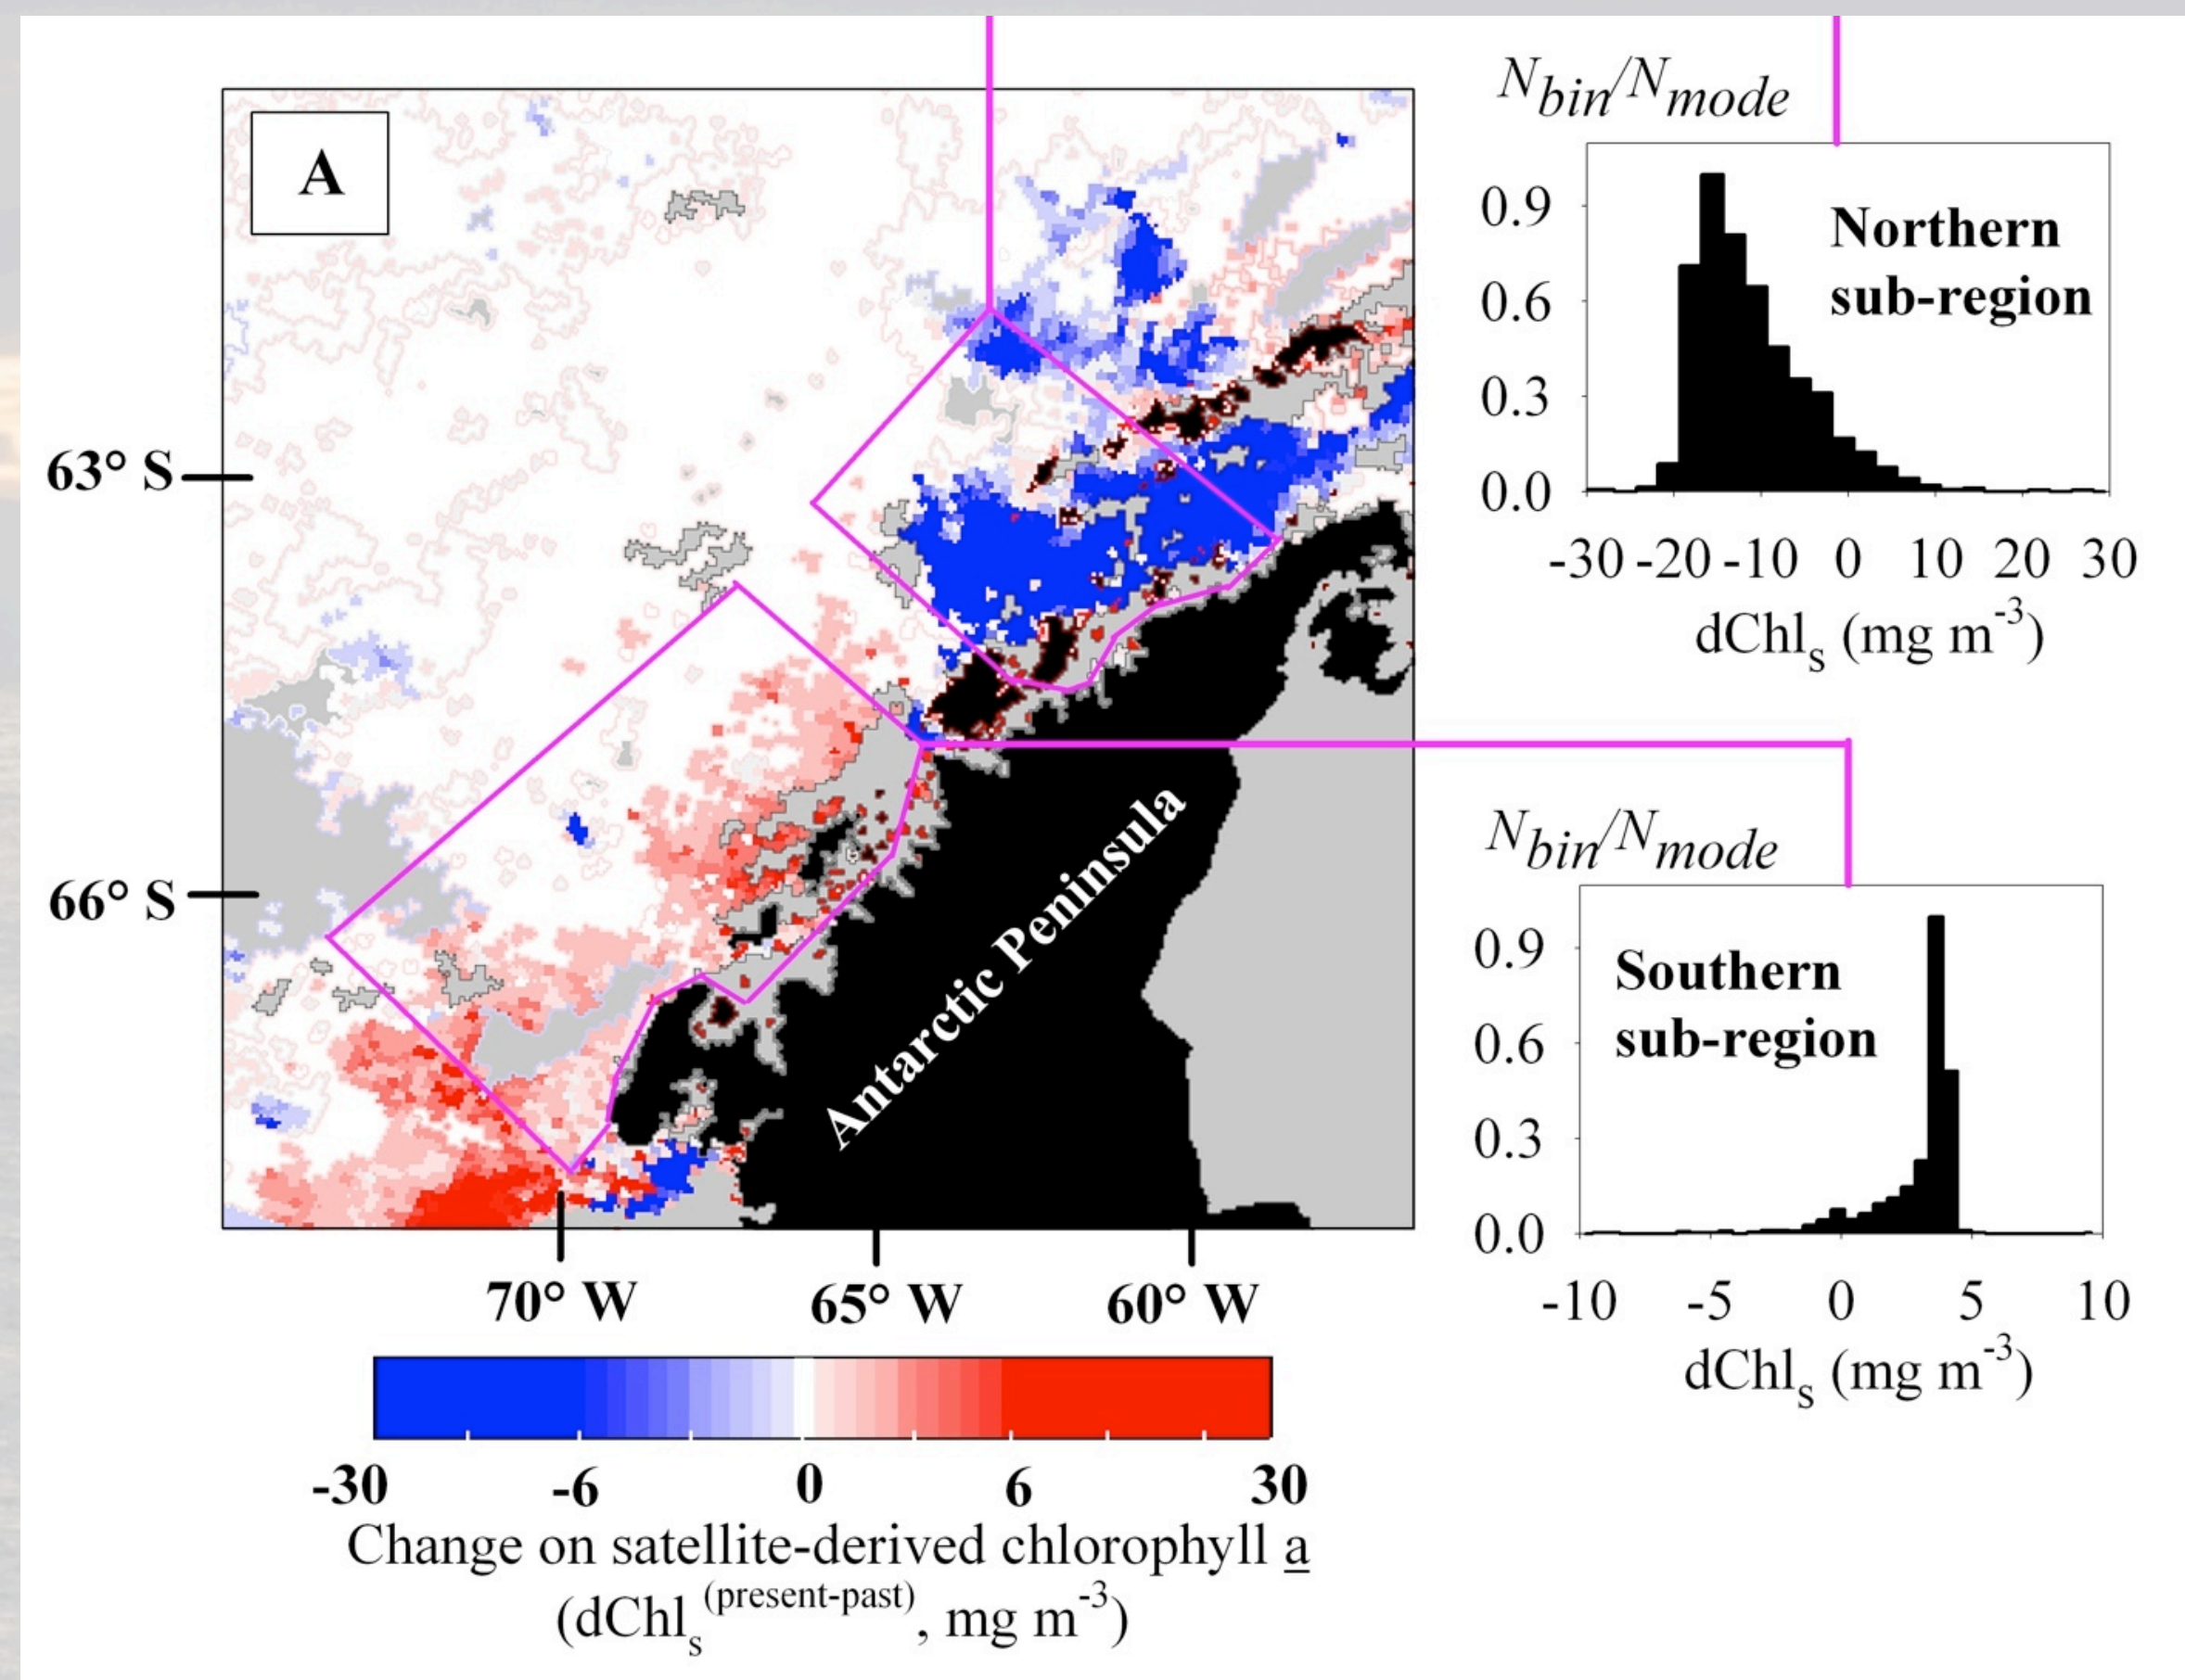 A
63° S
66° S
Antarctic Peninsula
70° W
65° W
60° W
-30
-6
0
6
30
Change on satellite-derived chlorophyll a
(dChls (present-past), mg m-3)
Nbin/Nmode
0.9
0.6
0.3
0.0
Northern
sub-region
-30 -20 -10 0 10 20 30
dChls (mg m-3)
Nbin/Nmode
0.9
0.6
0.3
0.0
Southern
sub-region
-10 -5 0 5 10
dChls (mg m-3)